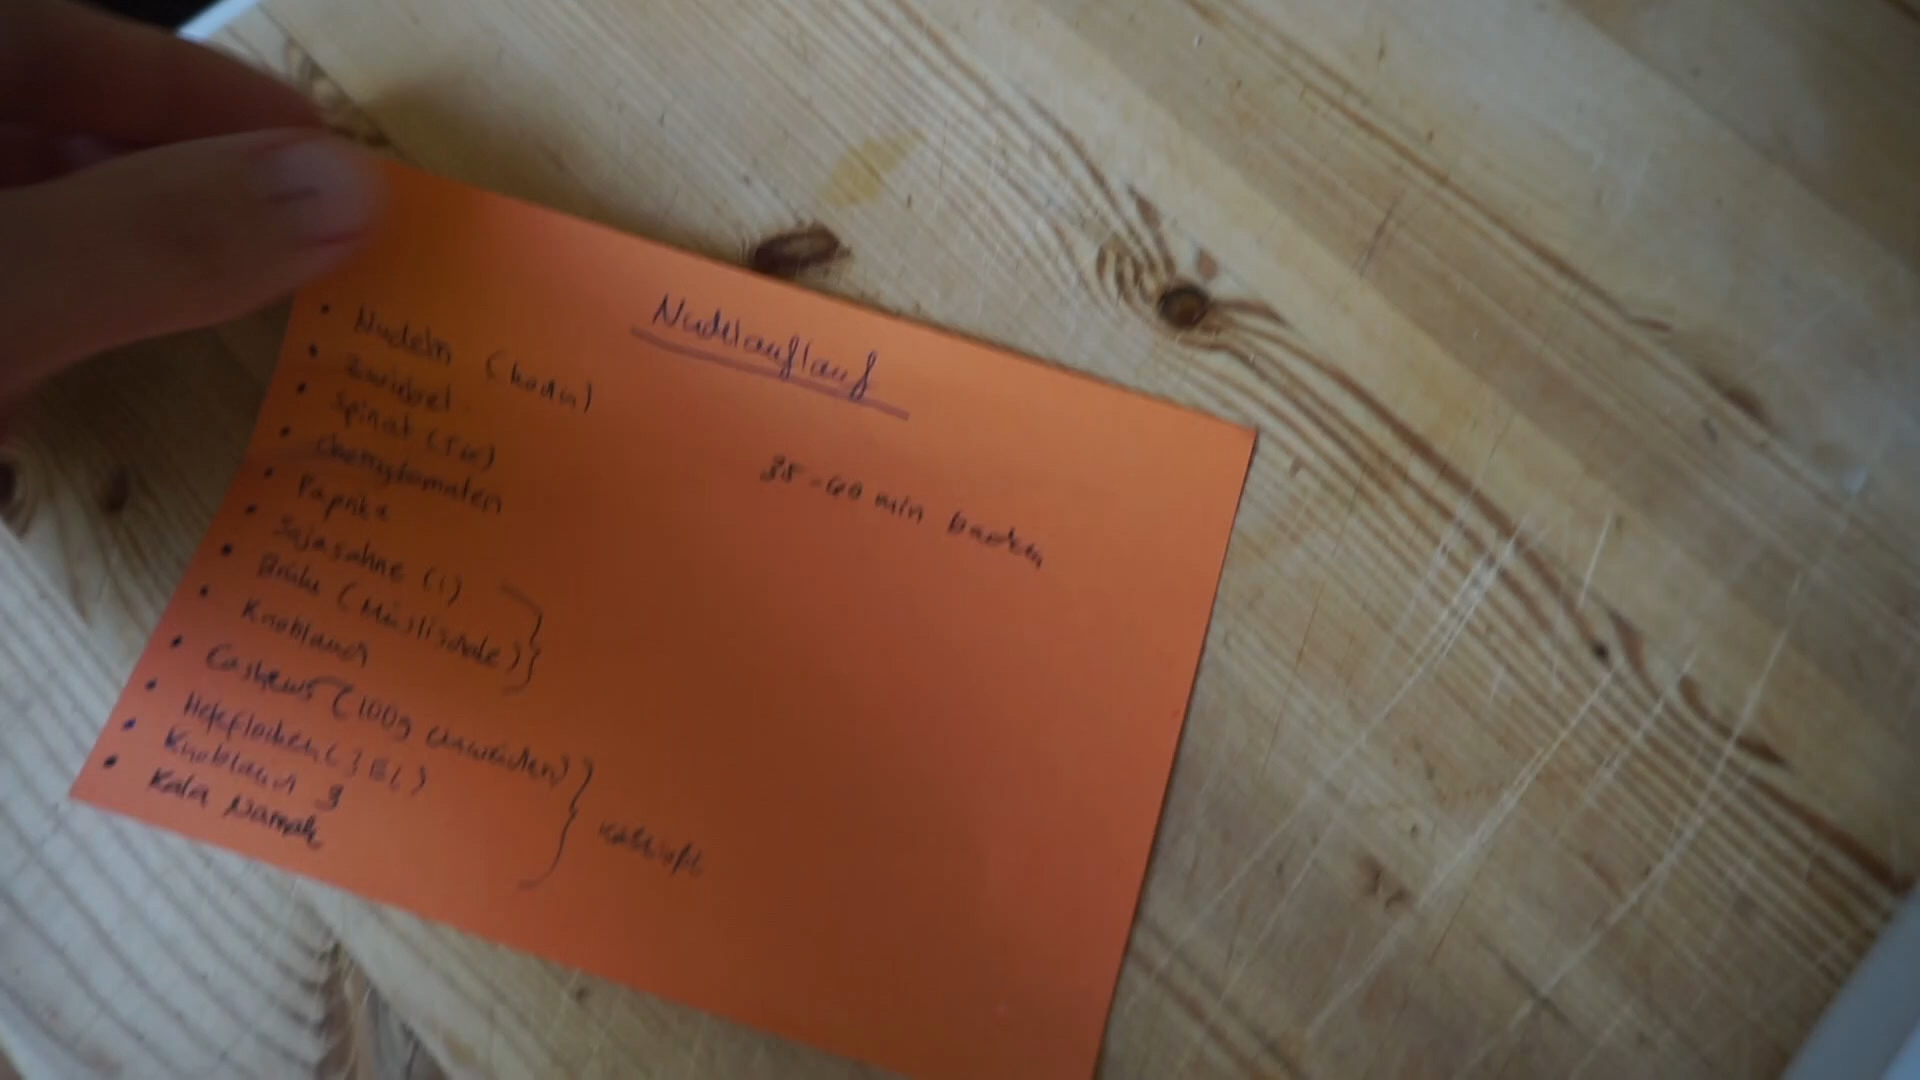 Nudelauflauf
• Nudeln (kochen)
• Zwiebel
• Spinat (TK)
• Cherrytomaten
• Paprika
• Sojasahne (1)
• Brühe (Müslischale)
• Knoblauch
• Cashews (100g einweichen)
• Hefeflocken (3 EL)
• Knoblauch
• Kala Namak
35-40 min backen